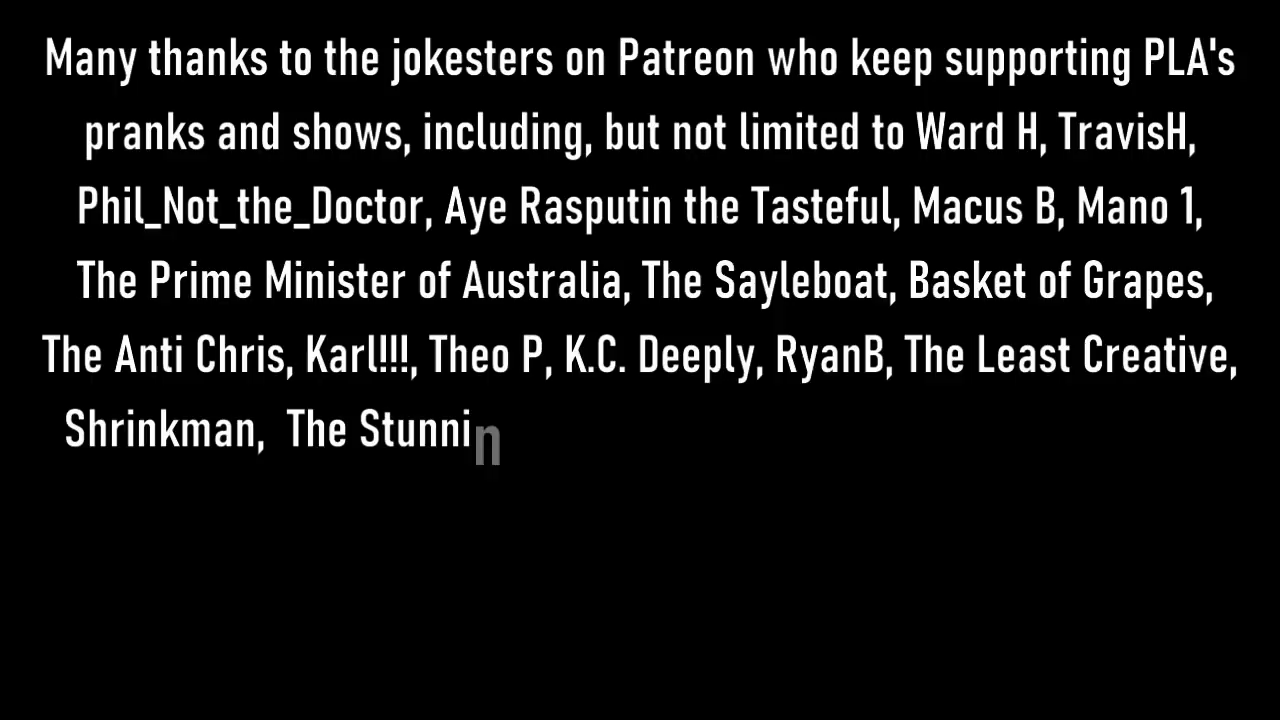 Many thanks to the jokesters on Patreon who keep supporting PLA's
pranks and shows, including, but not limited to Ward H, TravisH,
Phil_Not_the_Doctor, Aye Rasputin the Tasteful, Macus B, Mano 1,
The Prime Minister of Australia, The Sayleboat, Basket of Grapes,
The Anti Chris, Karl!!!, Theo P, K.C. Deeply, RyanB, The Least Creative,
Shrinkman,  The Stunnin